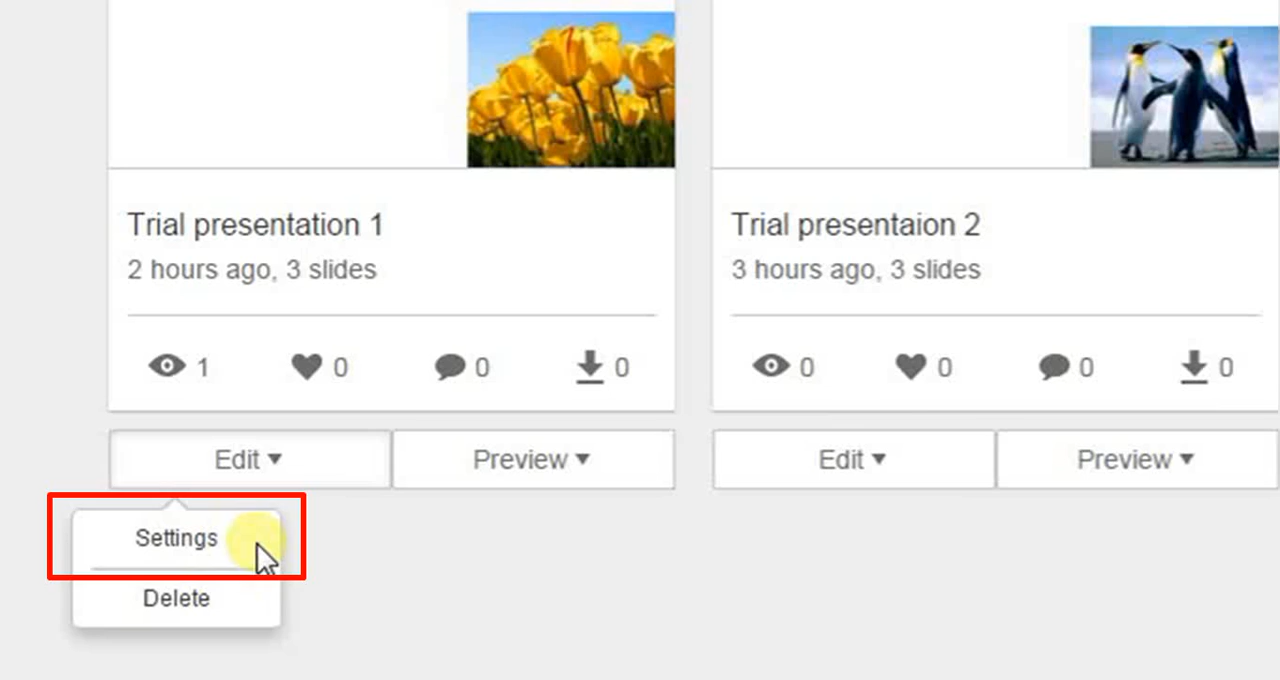 Trial presentation 1
2 hours ago, 3 slides
1 0 0 0
Edit Preview
Settings
Delete
Trial presentaion 2
3 hours ago, 3 slides
0 0 0 0
Edit Preview